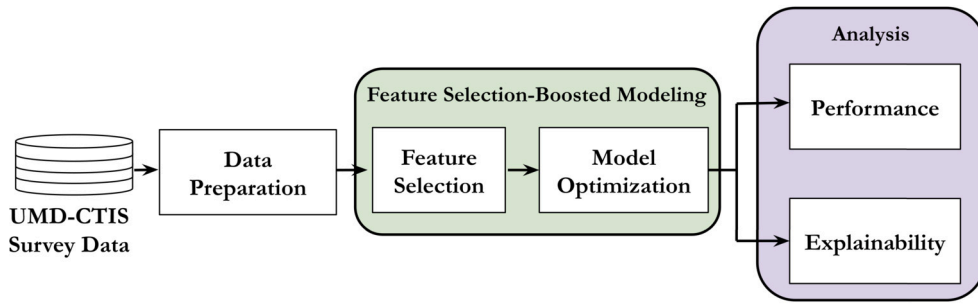 UMD-CTIS
Survey Data
Data
Preparation
Feature Selection-Boosted Modeling
Feature
Selection
Model
Optimization
Analysis
Performance
Explainability